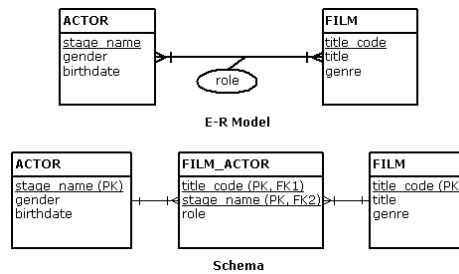 ACTOR
stage_name
gender
birthdate
FILM
title_code
title
genre
role
E-R Model
ACTOR
stage_name (PK)
gender
birthdate
FILM_ACTOR
title_code (PK, FK1)
stage_name (PK, FK2)
role
FILM
title_code (PK
title
genre
Schema